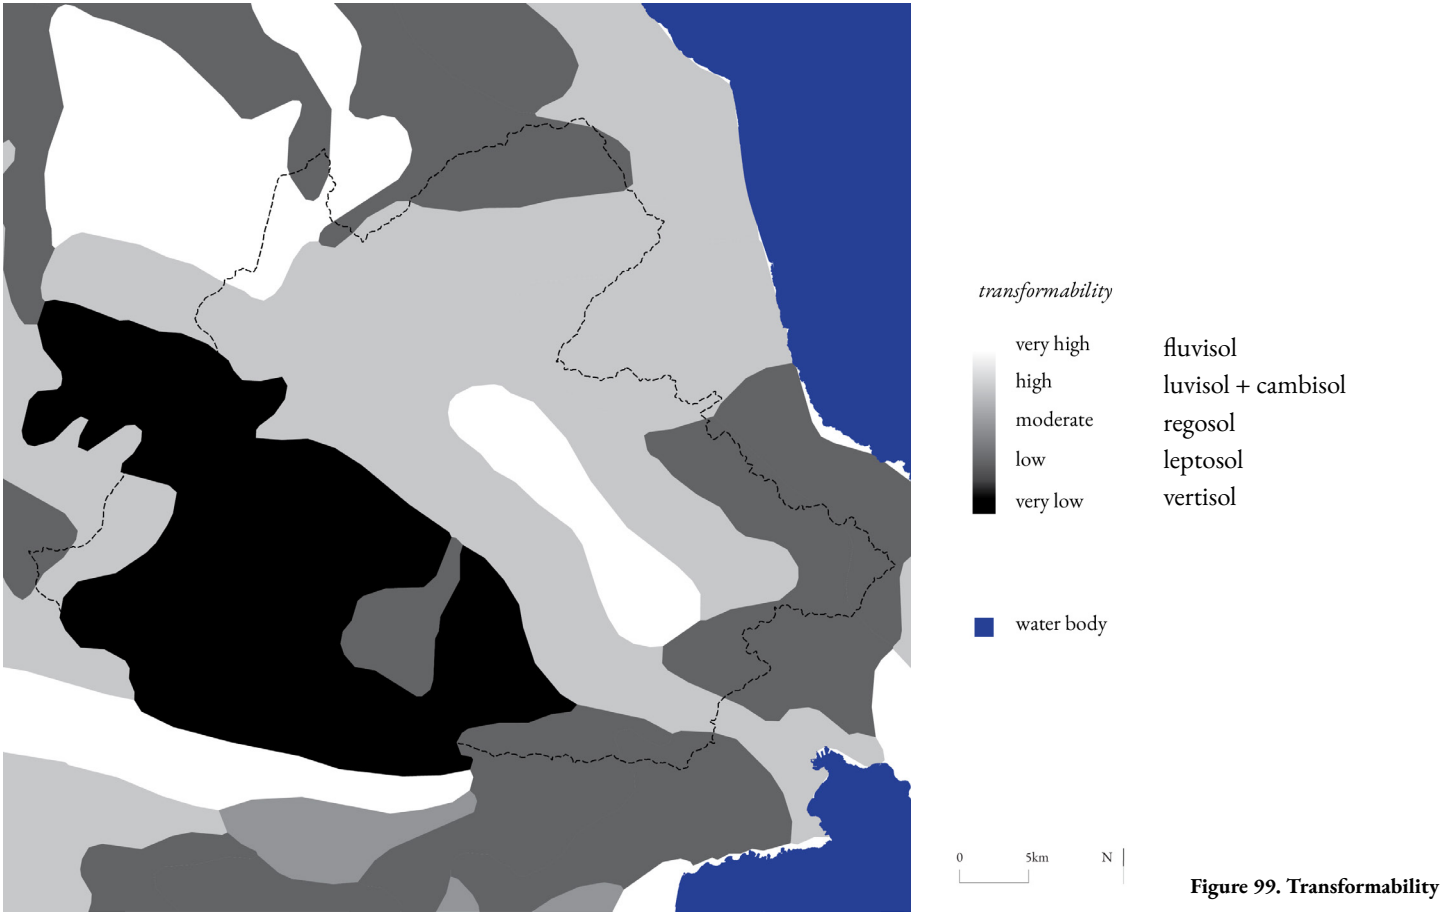 transformability
very high fluvisol
high luvisol + cambisol
moderate regosol
low leptosol
very low vertisol
water body
0 5km N
Figure 99. Transformability